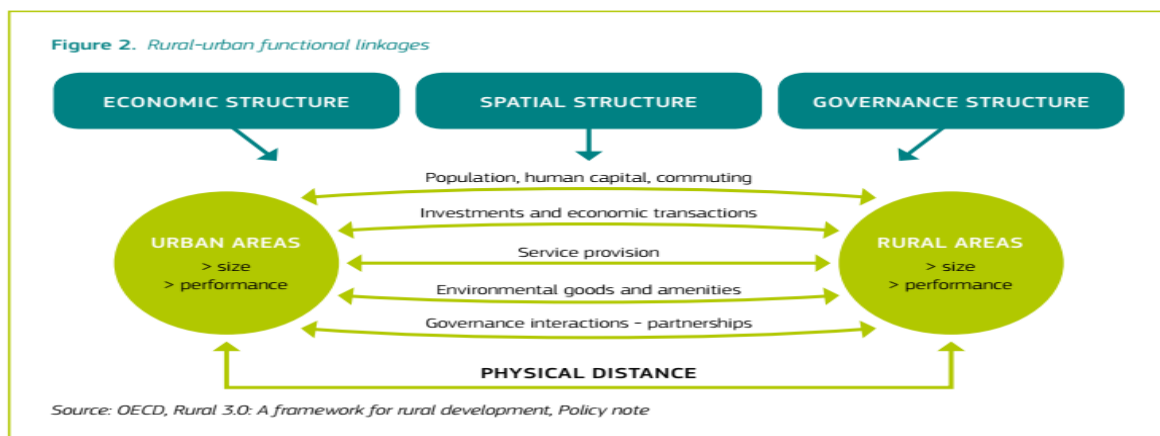 Figure 2. Rural-urban functional linkages
ECONOMIC STRUCTURE
SPATIAL STRUCTURE
GOVERNANCE STRUCTURE
Population, human capital, commuting
Investments and economic transactions
URBAN AREAS
> size
> performance
Service provision
RURAL AREAS
> size
> performance
Environmental goods and amenities
Governance interactions - partnerships
PHYSICAL DISTANCE
Source: OECD, Rural 3.0: A framework for rural development, Policy note